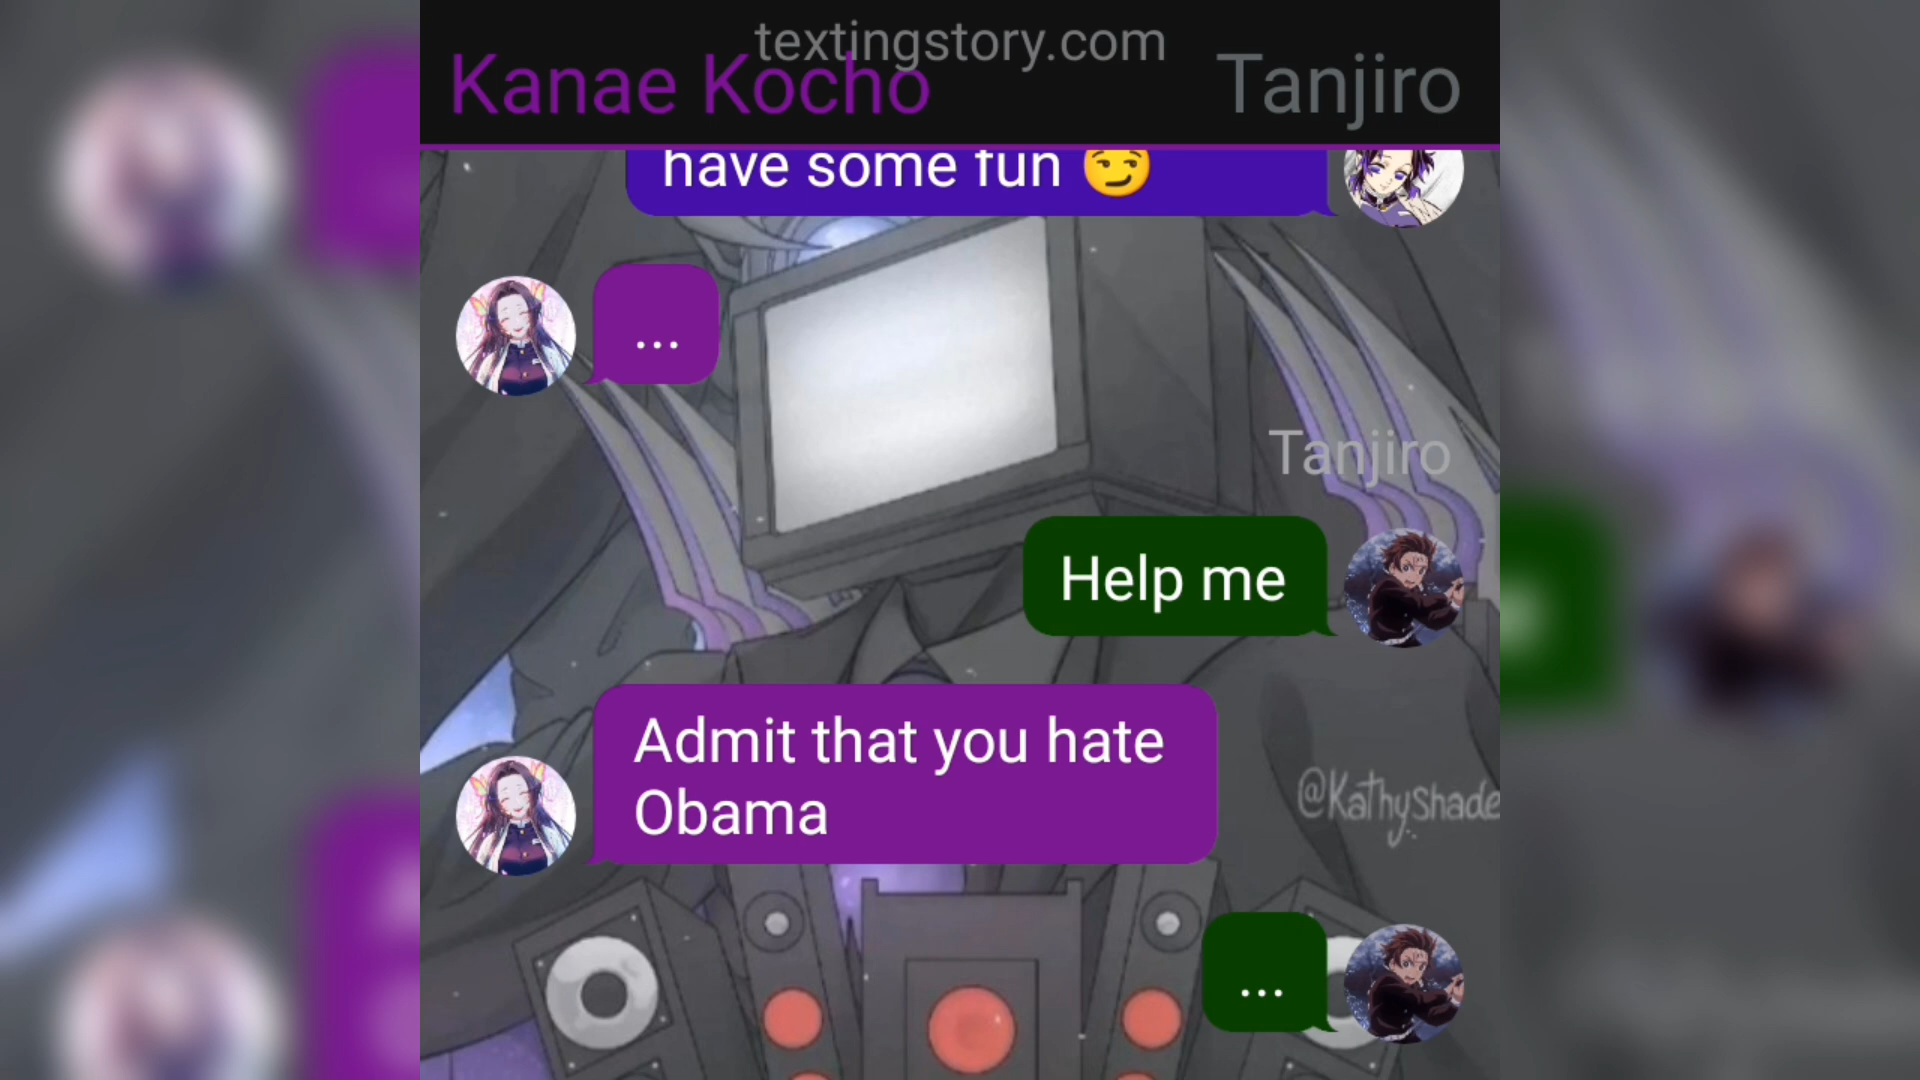 textingstory.com
Kanae Kocho
Tanjiro
have some fun 😏
...
Tanjiro
Help me
Admit that you hate
Obama
@Kathyshade
...